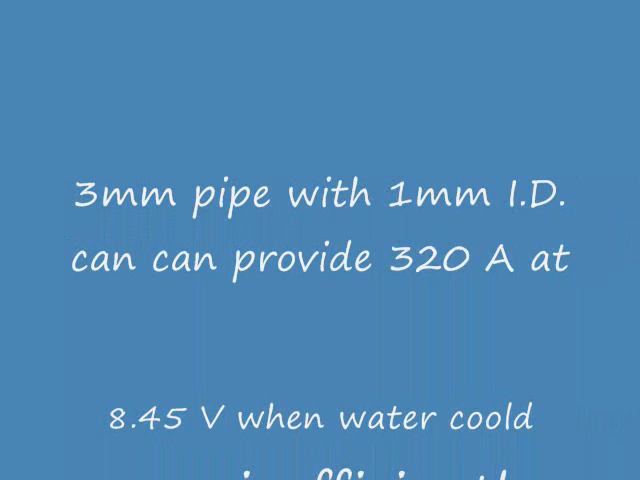 3mm pipe with 1mm I.D.
can can provide 320 A at
8.45 V when water coold